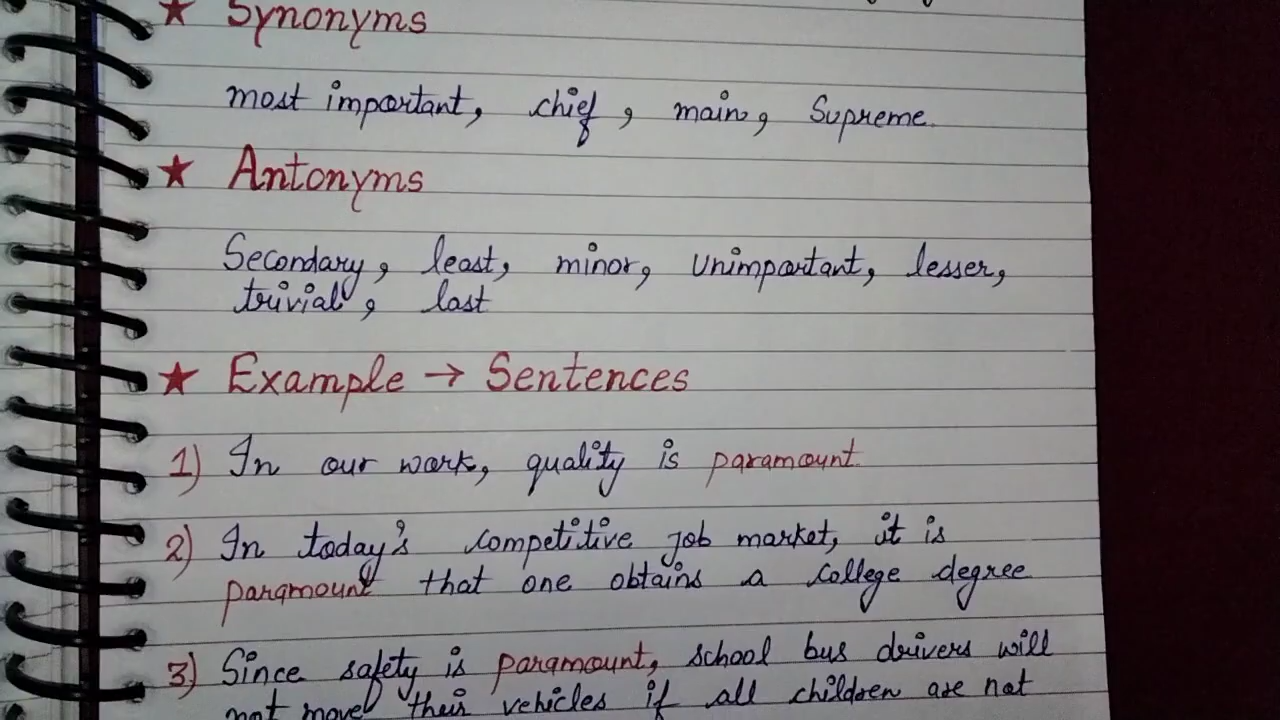 ★ Synonyms
most important, chief, main, Supreme.
★ Antonyms
Secondary, least, minor, Unimportant, lesser,
trivial, last
★ Example → Sentences
1) In our work, quality is paramount.
2) In today's competitive job market, it is
paramount that one obtains a college degree
3) Since safety is paramount, school bus drivers will
not move their vehicles if all children are not